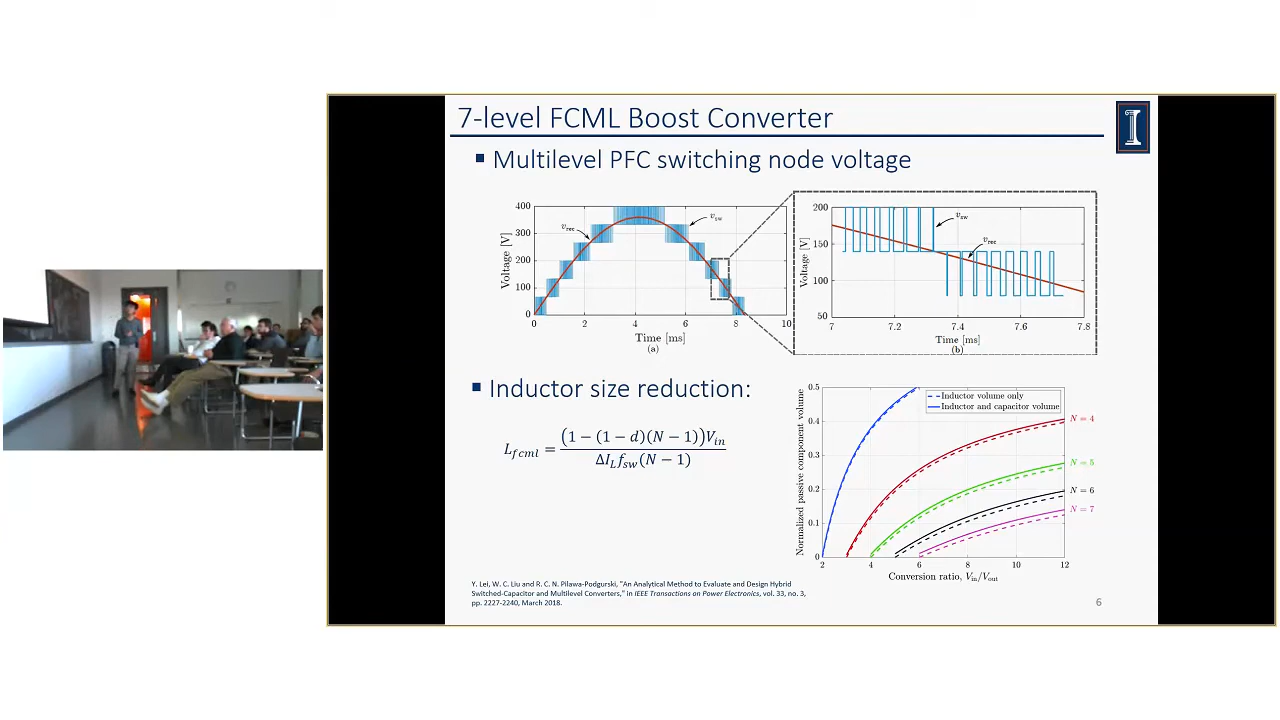 7-level FCML Boost Converter
▪ Multilevel PFC switching node voltage
400
300
200
100
0
Voltage [V]
v_rec
v_sw
0 2 4 6 8 10
Time [ms]
(a)
200
150
100
50
Voltage [V]
v_sw
v_rec
7 7.2 7.4 7.6 7.8
Time [ms]
(b)
▪ Inductor size reduction:
L_fcml = (1−(1−d)(N−1))V_in / ΔI_L f_sw (N−1)
0.5
0.4
0.3
0.2
0.1
0
Normalized passive component volume
Inductor volume only
Inductor and capacitor volume
N = 4
N = 5
N = 6
N = 7
2 4 6 8 10 12
Conversion ratio, V_in/V_out
Y. Lei, W. C. Liu and R. C. N. Pilawa-Podgurski, "An Analytical Method to Evaluate and Design Hybrid
Switched-Capacitor and Multilevel Converters," in IEEE Transactions on Power Electronics, vol. 33, no. 3,
pp. 2227-2240, March 2018.
6